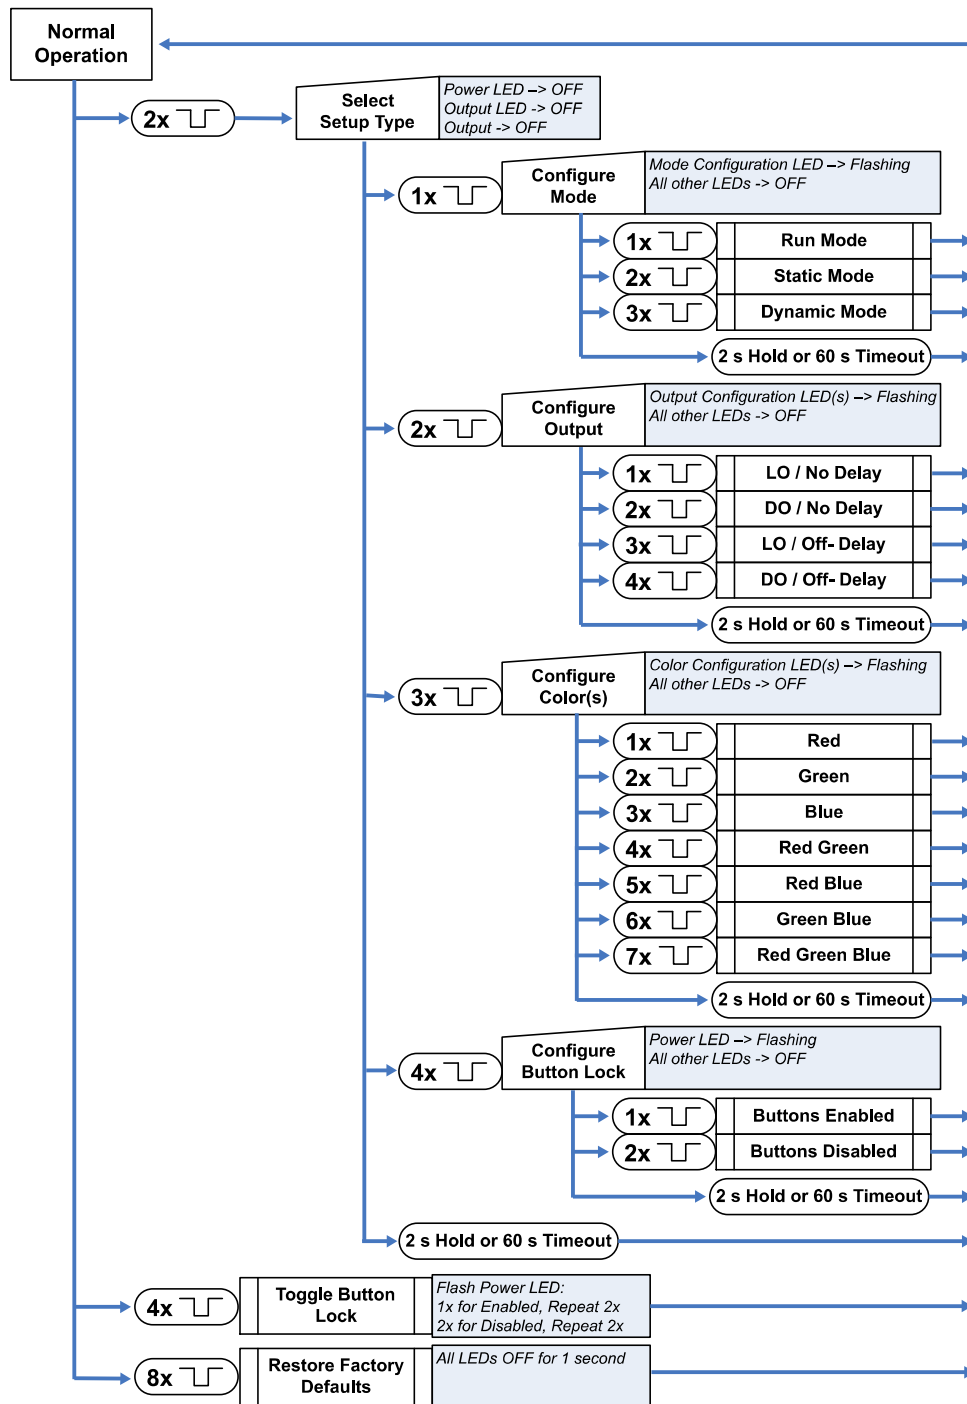 Normal
Operation
2x
Select
Setup Type
Power LED –> OFF
Output LED -> OFF
Output -> OFF
1x
Configure
Mode
Mode Configuration LED –> Flashing
All other LEDs -> OFF
1x
Run Mode
2x
Static Mode
3x
Dynamic Mode
2 s Hold or 60 s Timeout
2x
Configure
Output
Output Configuration LED(s) –> Flashing
All other LEDs -> OFF
1x
LO / No Delay
2x
DO / No Delay
3x
LO / Off- Delay
4x
DO / Off- Delay
2 s Hold or 60 s Timeout
3x
Configure
Color(s)
Color Configuration LED(s) –> Flashing
All other LEDs -> OFF
1x
Red
2x
Green
3x
Blue
4x
Red Green
5x
Red Blue
6x
Green Blue
7x
Red Green Blue
2 s Hold or 60 s Timeout
4x
Configure
Button Lock
Power LED –> Flashing
All other LEDs -> OFF
1x
Buttons Enabled
2x
Buttons Disabled
2 s Hold or 60 s Timeout
2 s Hold or 60 s Timeout
4x
Toggle Button
Lock
Flash Power LED:
1x for Enabled, Repeat 2x
2x for Disabled, Repeat 2x
8x
Restore Factory
Defaults
All LEDs OFF for 1 second